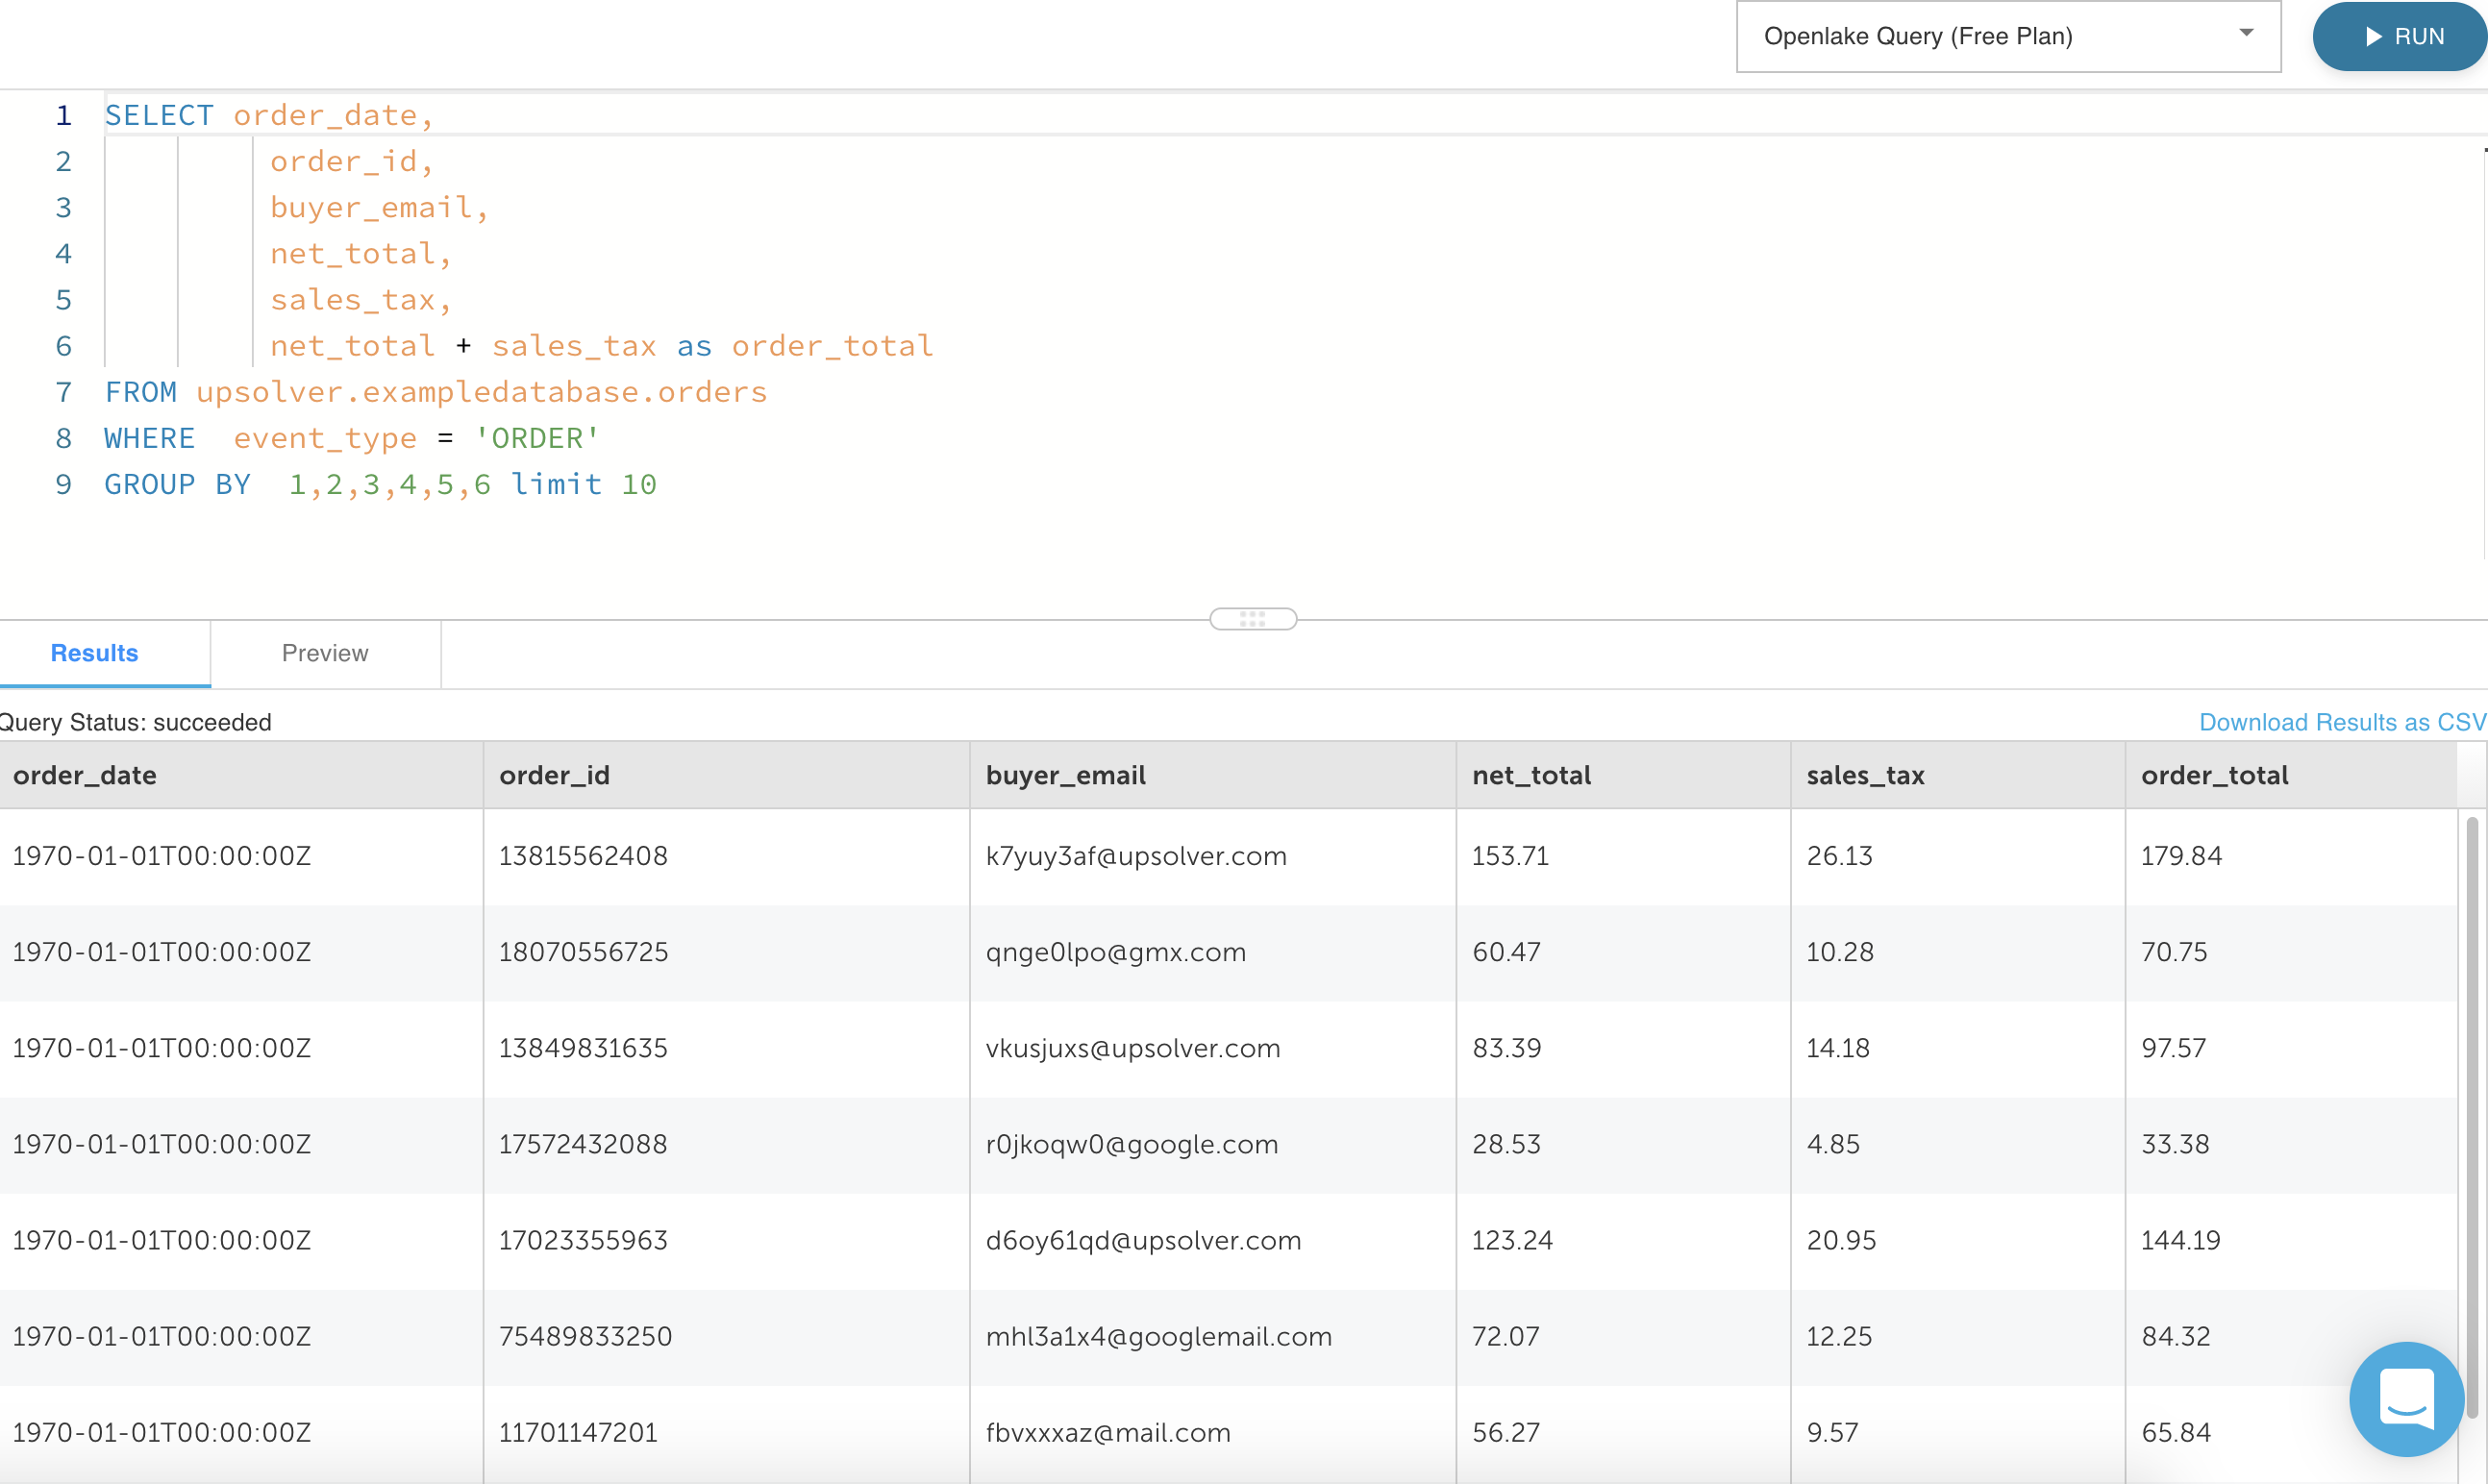 Openlake Query (Free Plan)
RUN
1 SELECT order_date,
2 order_id,
3 buyer_email,
4 net_total,
5 sales_tax,
6 net_total + sales_tax as order_total
7 FROM upsolver.exampledatabase.orders
8 WHERE  event_type = 'ORDER'
9 GROUP BY  1,2,3,4,5,6 limit 10
Results Preview
Query Status: succeeded Download Results as CSV
order_date order_id buyer_email net_total sales_tax order_total
1970-01-01T00:00:00Z 13815562408 k7yuy3af@upsolver.com 153.71 26.13 179.84
1970-01-01T00:00:00Z 18070556725 qnge0lpo@gmx.com 60.47 10.28 70.75
1970-01-01T00:00:00Z 13849831635 vkusjuxs@upsolver.com 83.39 14.18 97.57
1970-01-01T00:00:00Z 17572432088 r0jkoqw0@google.com 28.53 4.85 33.38
1970-01-01T00:00:00Z 17023355963 d6oy61qd@upsolver.com 123.24 20.95 144.19
1970-01-01T00:00:00Z 75489833250 mhl3a1x4@googlemail.com 72.07 12.25 84.32
1970-01-01T00:00:00Z 11701147201 fbvxxxaz@mail.com 56.27 9.57 65.84